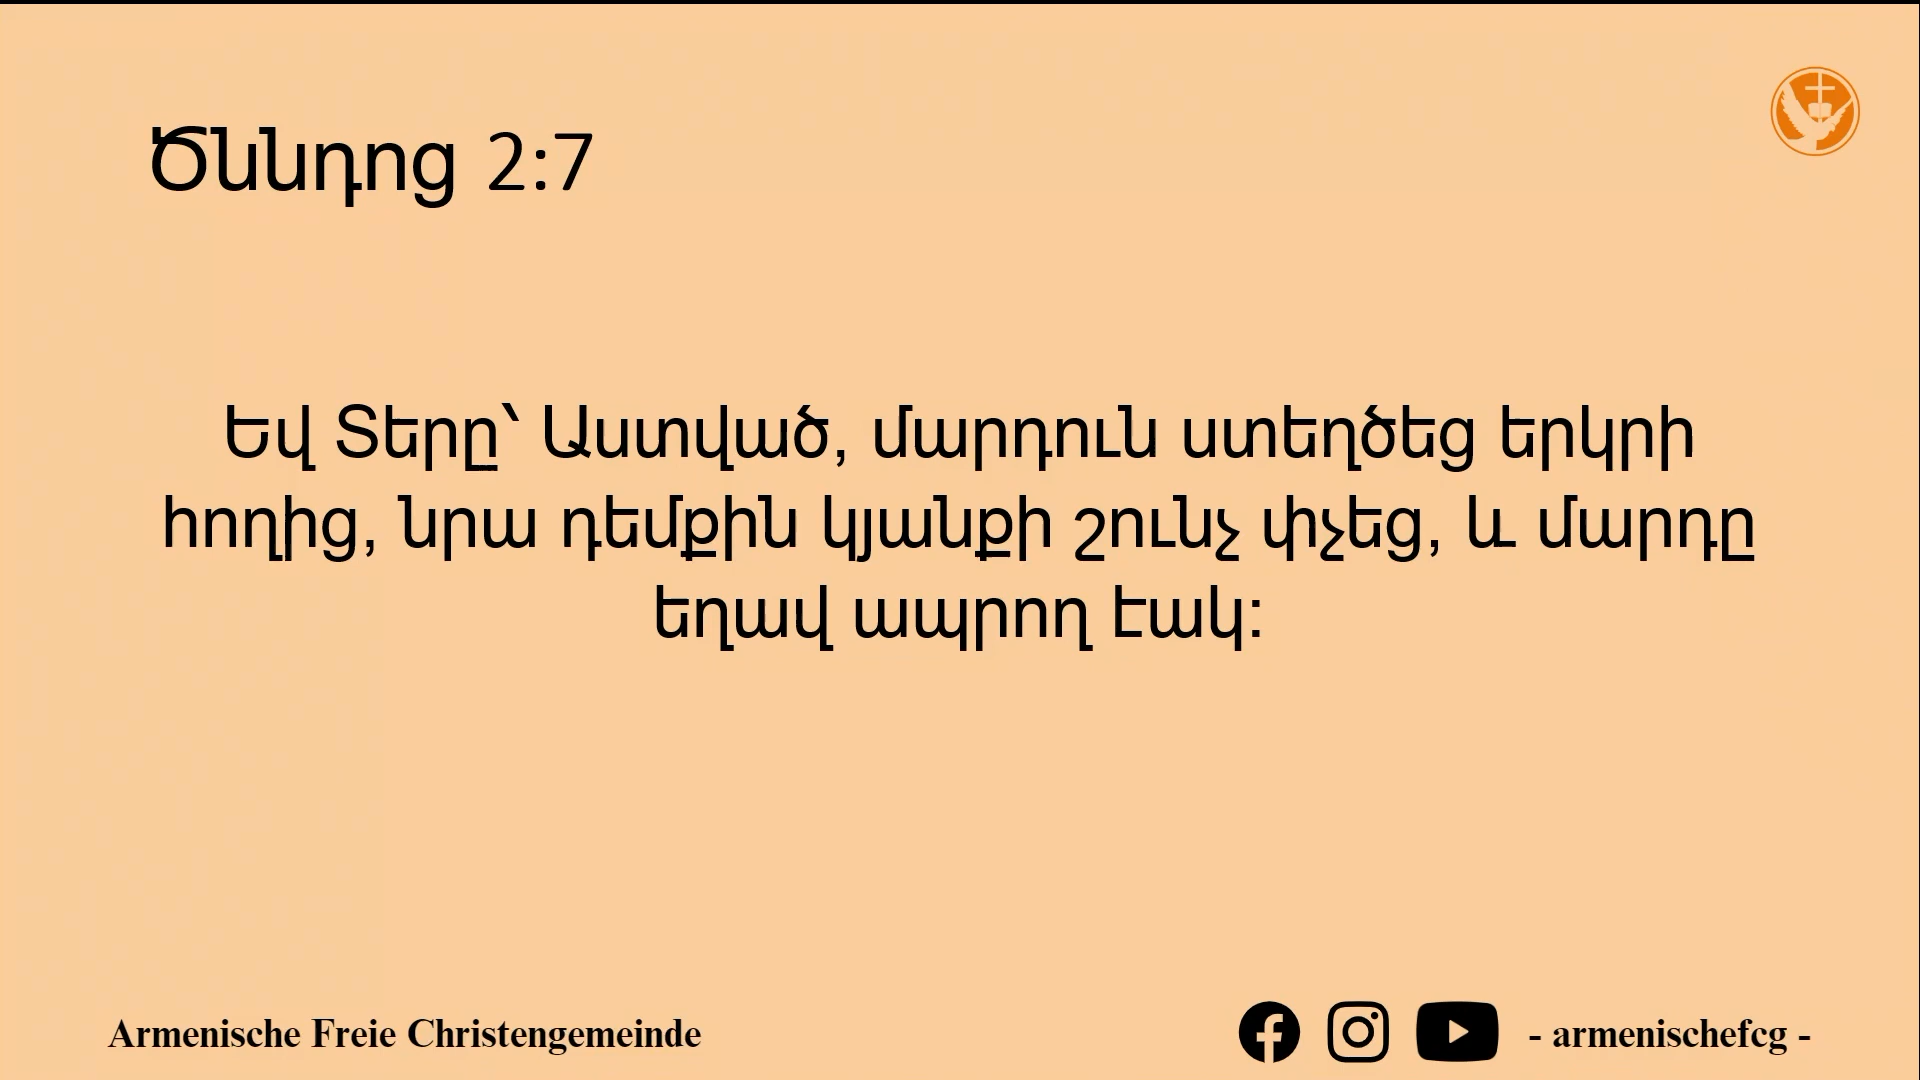 Ծննդոց 2:7
Եվ Տերը՝ Աստված, մարդուն ստեղծեց երկրի
հողից, նրա դեմքին կյանքի շունչ փչեց, և մարդը
եղավ ապրող էակ:
Armenische Freie Christengemeinde
- armenischefcg -